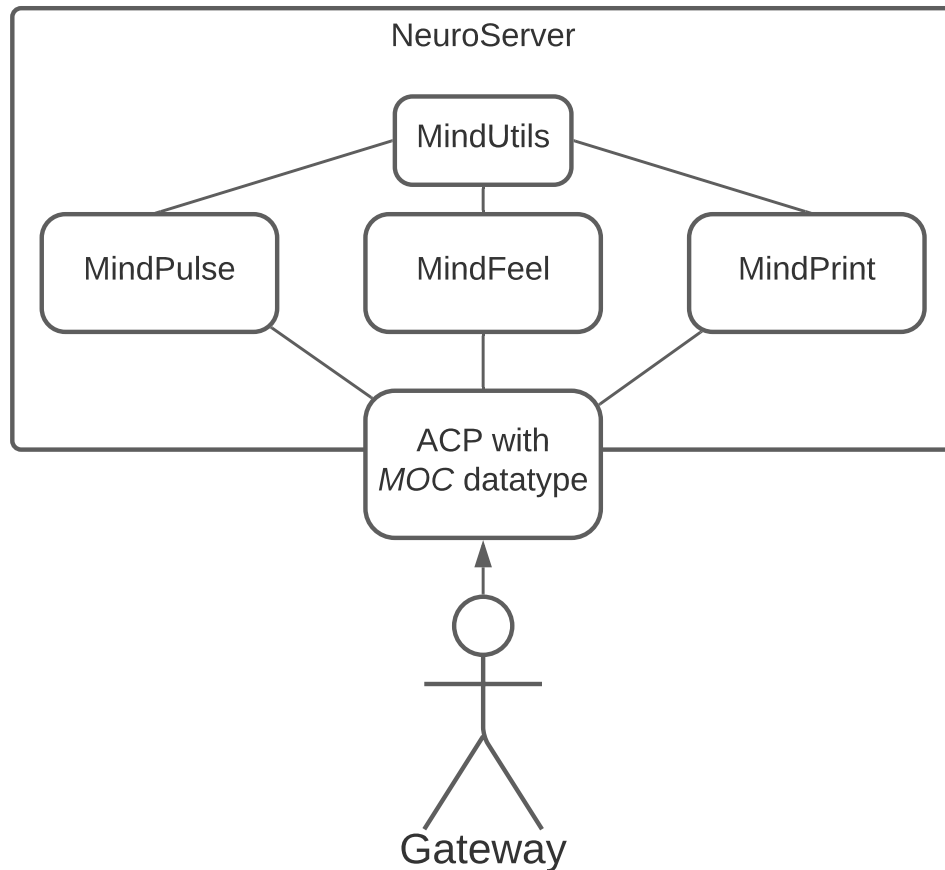 NeuroServer
MindUtils
MindPulse
MindFeel
MindPrint
ACP with
MOC datatype
Gateway